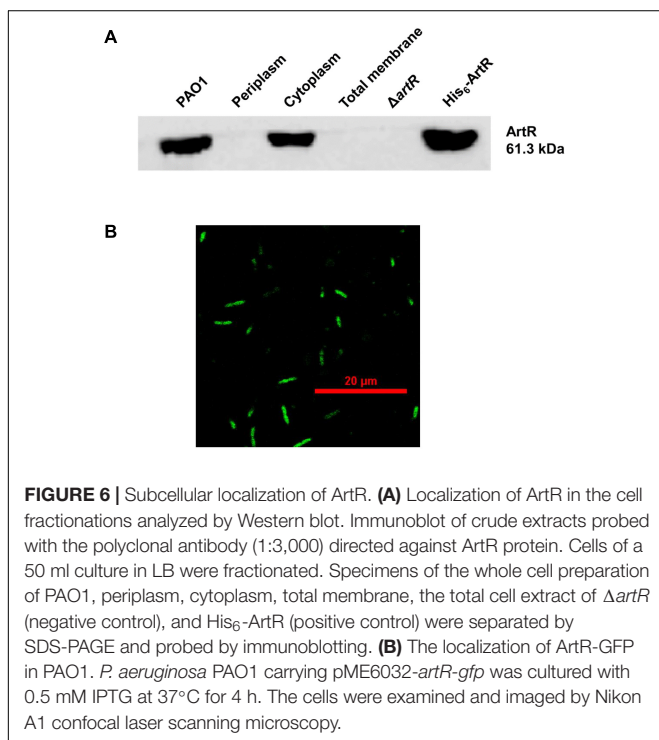 A
PAO1
Periplasm
Cytoplasm
Total membrane
ΔartR
His6-ArtR
ArtR
61.3 kDa
B
20 µm
FIGURE 6 | Subcellular localization of ArtR. (A) Localization of ArtR in the cell
fractionations analyzed by Western blot. Immunoblot of crude extracts probed
with the polyclonal antibody (1:3,000) directed against ArtR protein. Cells of a
50 ml culture in LB were fractionated. Specimens of the whole cell preparation
of PAO1, periplasm, cytoplasm, total membrane, the total cell extract of ΔartR
(negative control), and His6-ArtR (positive control) were separated by
SDS-PAGE and probed by immunoblotting. (B) The localization of ArtR-GFP
in PAO1. P. aeruginosa PAO1 carrying pME6032-artR-gfp was cultured with
0.5 mM IPTG at 37°C for 4 h. The cells were examined and imaged by Nikon
A1 confocal laser scanning microscopy.